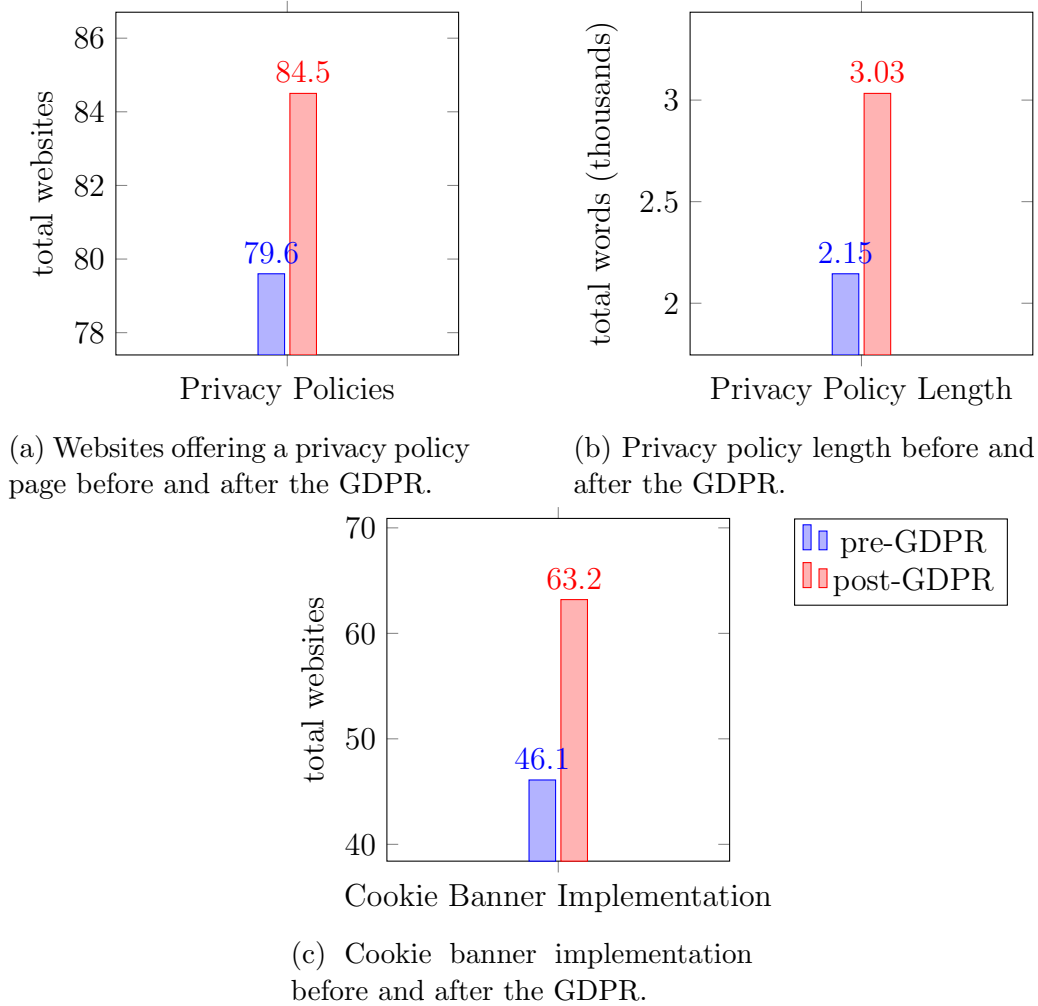 total websites
86
84
82
80
78
84.5
79.6
Privacy Policies
(a) Websites offering a privacy policy
page before and after the GDPR.
total words (thousands)
3
2.5
2
3.03
2.15
Privacy Policy Length
(b) Privacy policy length before and
after the GDPR.
total websites
70
60
50
40
63.2
46.1
Cookie Banner Implementation
pre-GDPR
post-GDPR
(c) Cookie banner implementation
before and after the GDPR.